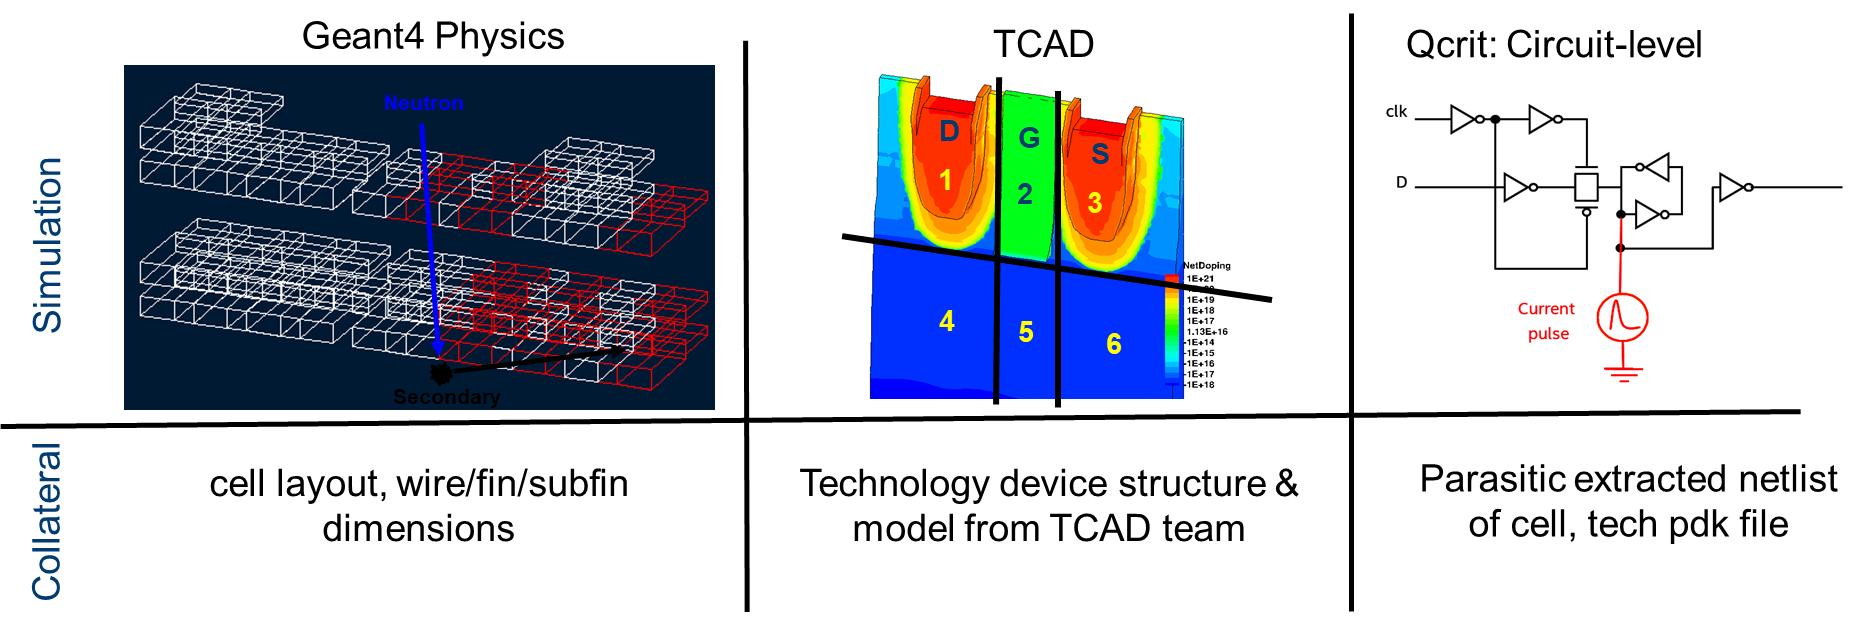 Geant4 Physics
TCAD
Qcrit: Circuit-level
Simulation
Neutron
Secondary
D
G
S
1
2
3
4
5
6
NetDoping
1E+21
1E+19
1E+18
1E+17
1.13E+16
-1E+14
-1E+15
-1E+16
-1E+17
-1E+18
clk
D
Current
pulse
Collateral
cell layout, wire/fin/subfin
dimensions
Technology device structure &
model from TCAD team
Parasitic extracted netlist
of cell, tech pdk file